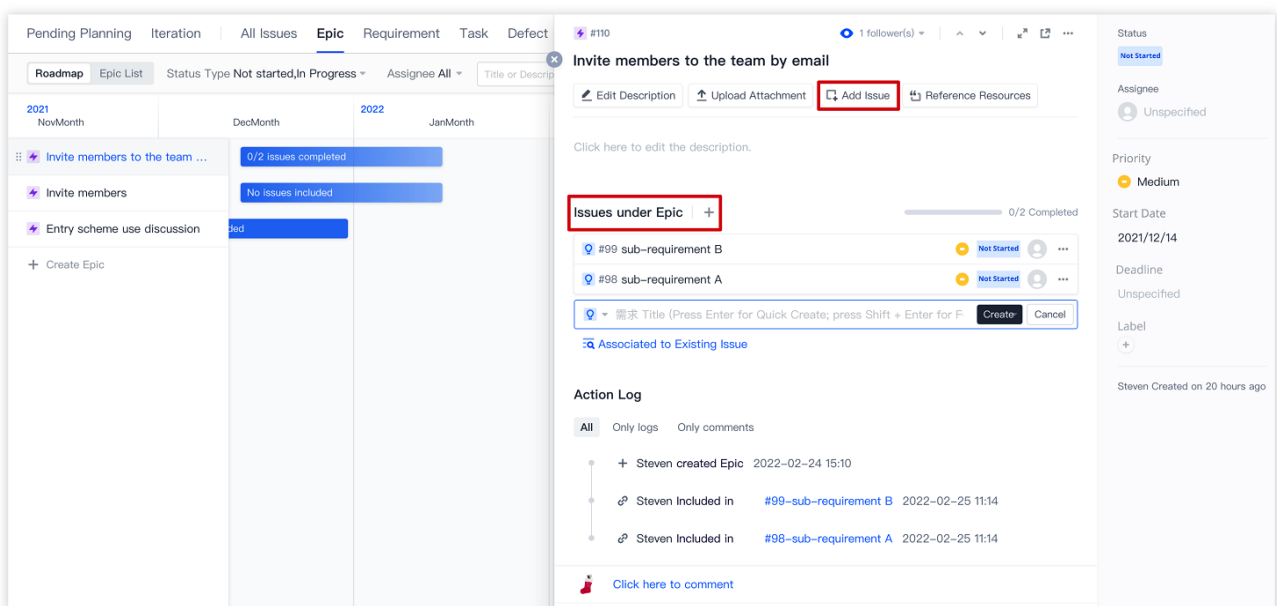 Pending Planning Iteration All Issues Epic Requirement Task Defect
Roadmap Epic List Status Type Not started,In Progress Assignee All Title or Descrip
2021 2022
NovMonth DecMonth JanMonth
Invite members to the team ... 0/2 issues completed
Invite members No issues included
Entry scheme use discussion ded
Create Epic
#110 1 follower(s)
Invite members to the team by email
Edit Description Upload Attachment Add Issue Reference Resources
Click here to edit the description.
Issues under Epic 0/2 Completed
#99 sub-requirement B Not Started
#98 sub-requirement A Not Started
需求 Title (Press Enter for Quick Create; press Shift + Enter for F Create Cancel
Associated to Existing Issue
Action Log
All Only logs Only comments
Steven created Epic 2022-02-24 15:10
Steven Included in #99-sub-requirement B 2022-02-25 11:14
Steven Included in #98-sub-requirement A 2022-02-25 11:14
Click here to comment
Status
Not Started
Assignee
Unspecified
Priority
Medium
Start Date
2021/12/14
Deadline
Unspecified
Label
Steven Created on 20 hours ago